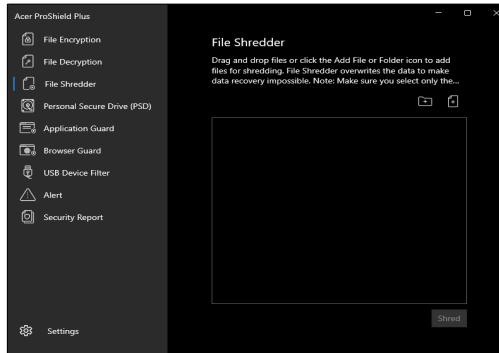 Acer ProShield Plus
File Encryption
File Decryption
File Shredder
Personal Secure Drive (PSD)
Application Guard
Browser Guard
USB Device Filter
Alert
Security Report
Settings
File Shredder
Drag and drop files or click the Add File or Folder icon to add
files for shredding. File Shredder overwrites the data to make
data recovery impossible. Note: Make sure you select only the...
Shred